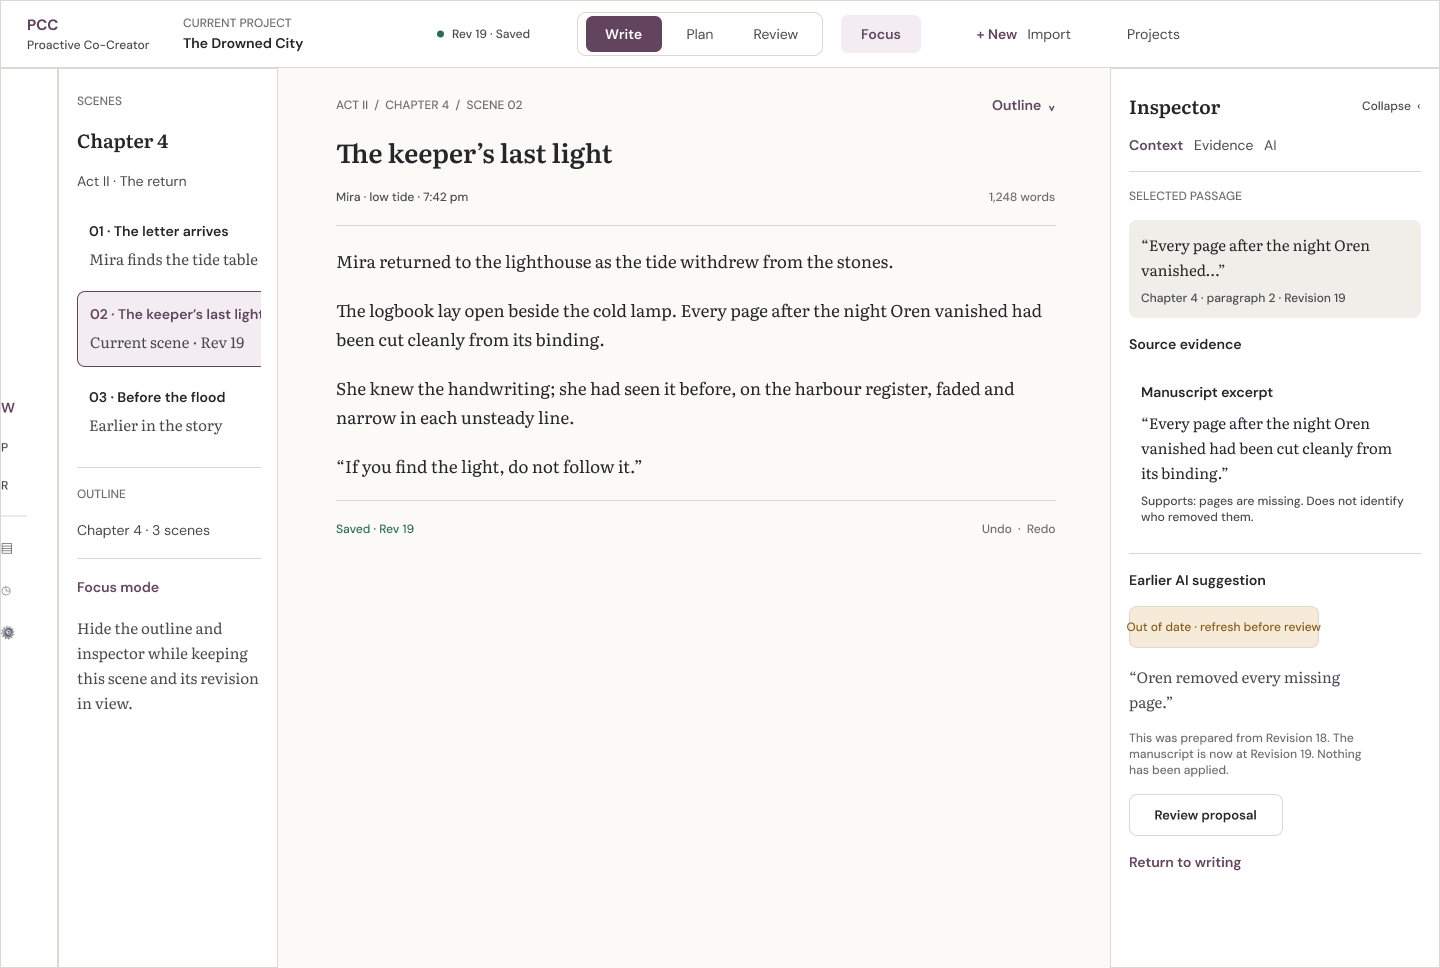 PCC
Proactive Co-Creator
CURRENT PROJECT
The Drowned City
Rev 19 · Saved
Write
Plan
Review
Focus
+ New
Import
Projects
W
P
R
SCENES
Chapter 4
Act II · The return
01 · The letter arrives
Mira finds the tide table
02 · The keeper’s last light
Current scene · Rev 19
03 · Before the flood
Earlier in the story
OUTLINE
Chapter 4 · 3 scenes
Focus mode
Hide the outline and
inspector while keeping
this scene and its revision
in view.
ACT II / CHAPTER 4 / SCENE 02
Outline
The keeper’s last light
Mira · low tide · 7:42 pm
1,248 words
Mira returned to the lighthouse as the tide withdrew from the stones.
The logbook lay open beside the cold lamp. Every page after the night Oren vanished had
been cut cleanly from its binding.
She knew the handwriting; she had seen it before, on the harbour register, faded and
narrow in each unsteady line.
“If you find the light, do not follow it.”
Saved · Rev 19
Undo · Redo
Inspector
Collapse ‹
Context
Evidence
AI
SELECTED PASSAGE
“Every page after the night Oren
vanished…”
Chapter 4 · paragraph 2 · Revision 19
Source evidence
Manuscript excerpt
“Every page after the night Oren
vanished had been cut cleanly from
its binding.”
Supports: pages are missing. Does not identify
who removed them.
Earlier AI suggestion
Out of date · refresh before review
“Oren removed every missing
page.”
This was prepared from Revision 18. The
manuscript is now at Revision 19. Nothing
has been applied.
Review proposal
Return to writing